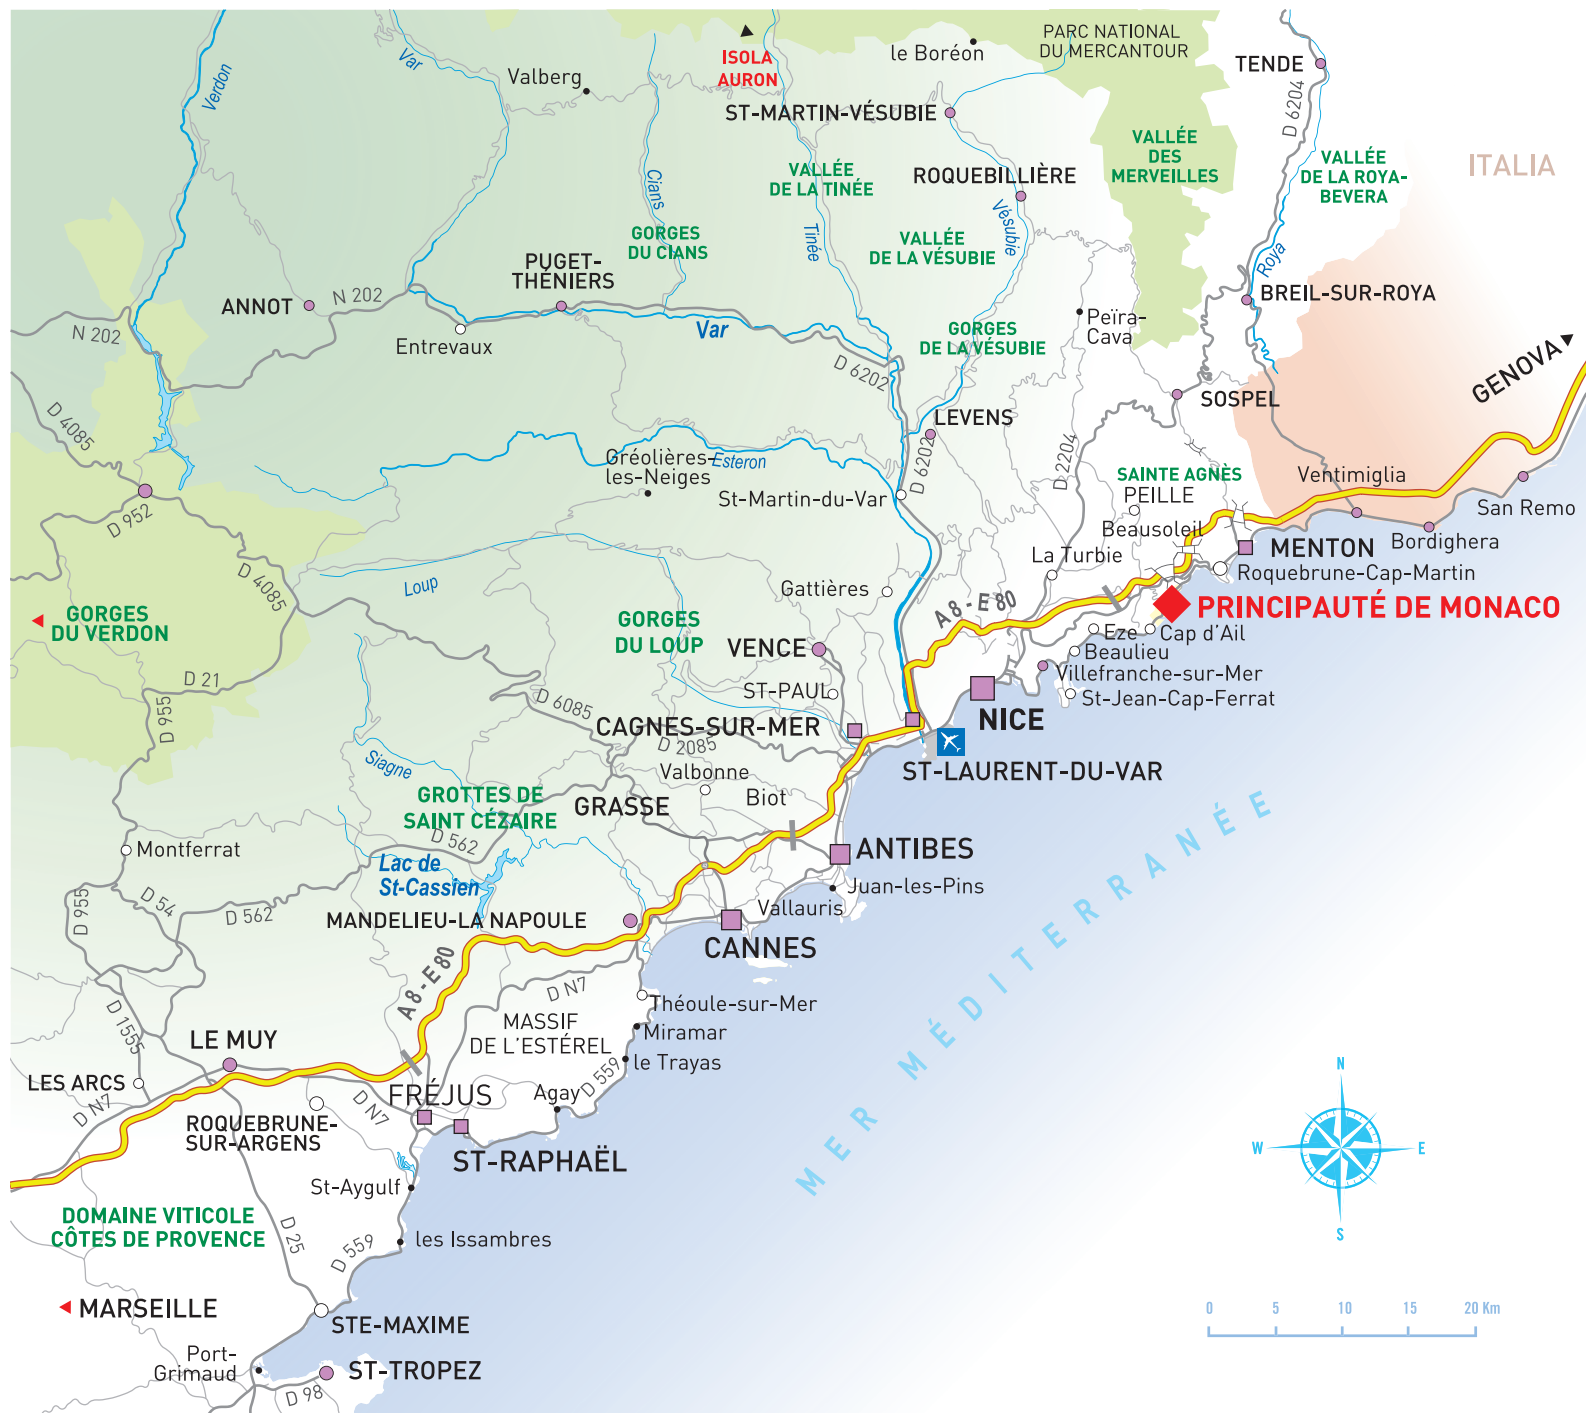 Verdon
Var
Valberg
ISOLA
AURON
le Boréon
PARC NATIONAL
DU MERCANTOUR
TENDE
D 6204
ST-MARTIN-VÉSUBIE
VALLÉE
DES
MERVEILLES
VALLÉE
DE LA ROYA-
BEVERA
ITALIA
VALLÉE
DE LA TINÉE
ROQUEBILLIÈRE
Cians
Tinée
Vésubie
GORGES
DU CIANS
VALLÉE
DE LA VÉSUBIE
Roya
PUGET-
THÉNIERS
ANNOT
N 202
N 202
Entrevaux
Var
BREIL-SUR-ROYA
Peïra-
Cava
GORGES
DE LA VÉSUBIE
D 6202
GENOVA
SOSPEL
LEVENS
D 4085
D 6202
D 2204
Gréolières-
les-Neiges
Esteron
St-Martin-du-Var
SAINTE AGNÈS
PEILLE
Ventimiglia
San Remo
D 952
Beausoleil
MENTON
Bordighera
La Turbie
Roquebrune-Cap-Martin
D 4085
Loup
Gattières
A 8 - E 80
PRINCIPAUTÉ DE MONACO
GORGES
DU VERDON
GORGES
DU LOUP
VENCE
Eze
Cap d'Ail
Beaulieu
Villefranche-sur-Mer
St-Jean-Cap-Ferrat
D 21
D 955
D 6085
ST-PAUL
NICE
CAGNES-SUR-MER
D 2085
ST-LAURENT-DU-VAR
Siagne
Valbonne
Biot
GROTTES DE
SAINT CÉZAIRE
GRASSE
D 562
Montferrat
Lac de
St-Cassien
ANTIBES
Juan-les-Pins
Vallauris
D 955
D 54
D 562
MANDELIEU-LA NAPOULE
CANNES
MER MÉDITERRANÉE
A 8 - E 80
D N7
Théoule-sur-Mer
MASSIF
DE L'ESTÉREL
Miramar
le Trayas
D 1555
LE MUY
LES ARCS
D N7
D N7
FRÉJUS
Agay
D 559
ROQUEBRUNE-
SUR-ARGENS
ST-RAPHAËL
St-Aygulf
DOMAINE VITICOLE
CÔTES DE PROVENCE
D 25
D 559
les Issambres
MARSEILLE
STE-MAXIME
Port-
Grimaud
ST-TROPEZ
D 98
N
W
E
S
0 5 10 15 20 Km